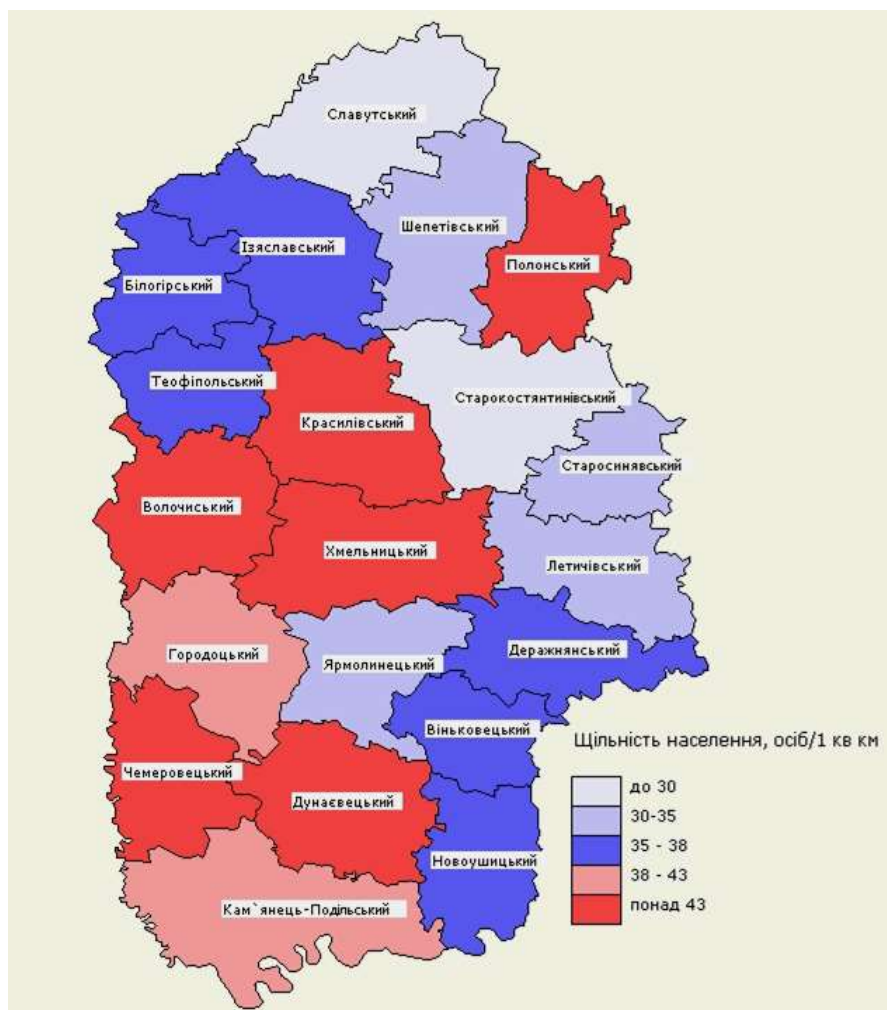 Славутський
Шепетівський
Ізяславський
Полонський
Білогірський
Теофіпольський
Старокостянтинівський
Красилівський
Старосинявський
Волочиський
Хмельницький
Летичівський
Деражнянський
Городоцький
Ярмолинецький
Віньковецький
Щільність населення, осіб/1 кв км
Чемеровецький
до 30
Дунаєвецький
30-35
35 - 38
Новоушицький
38 - 43
понад 43
Кам`янець-Подільський